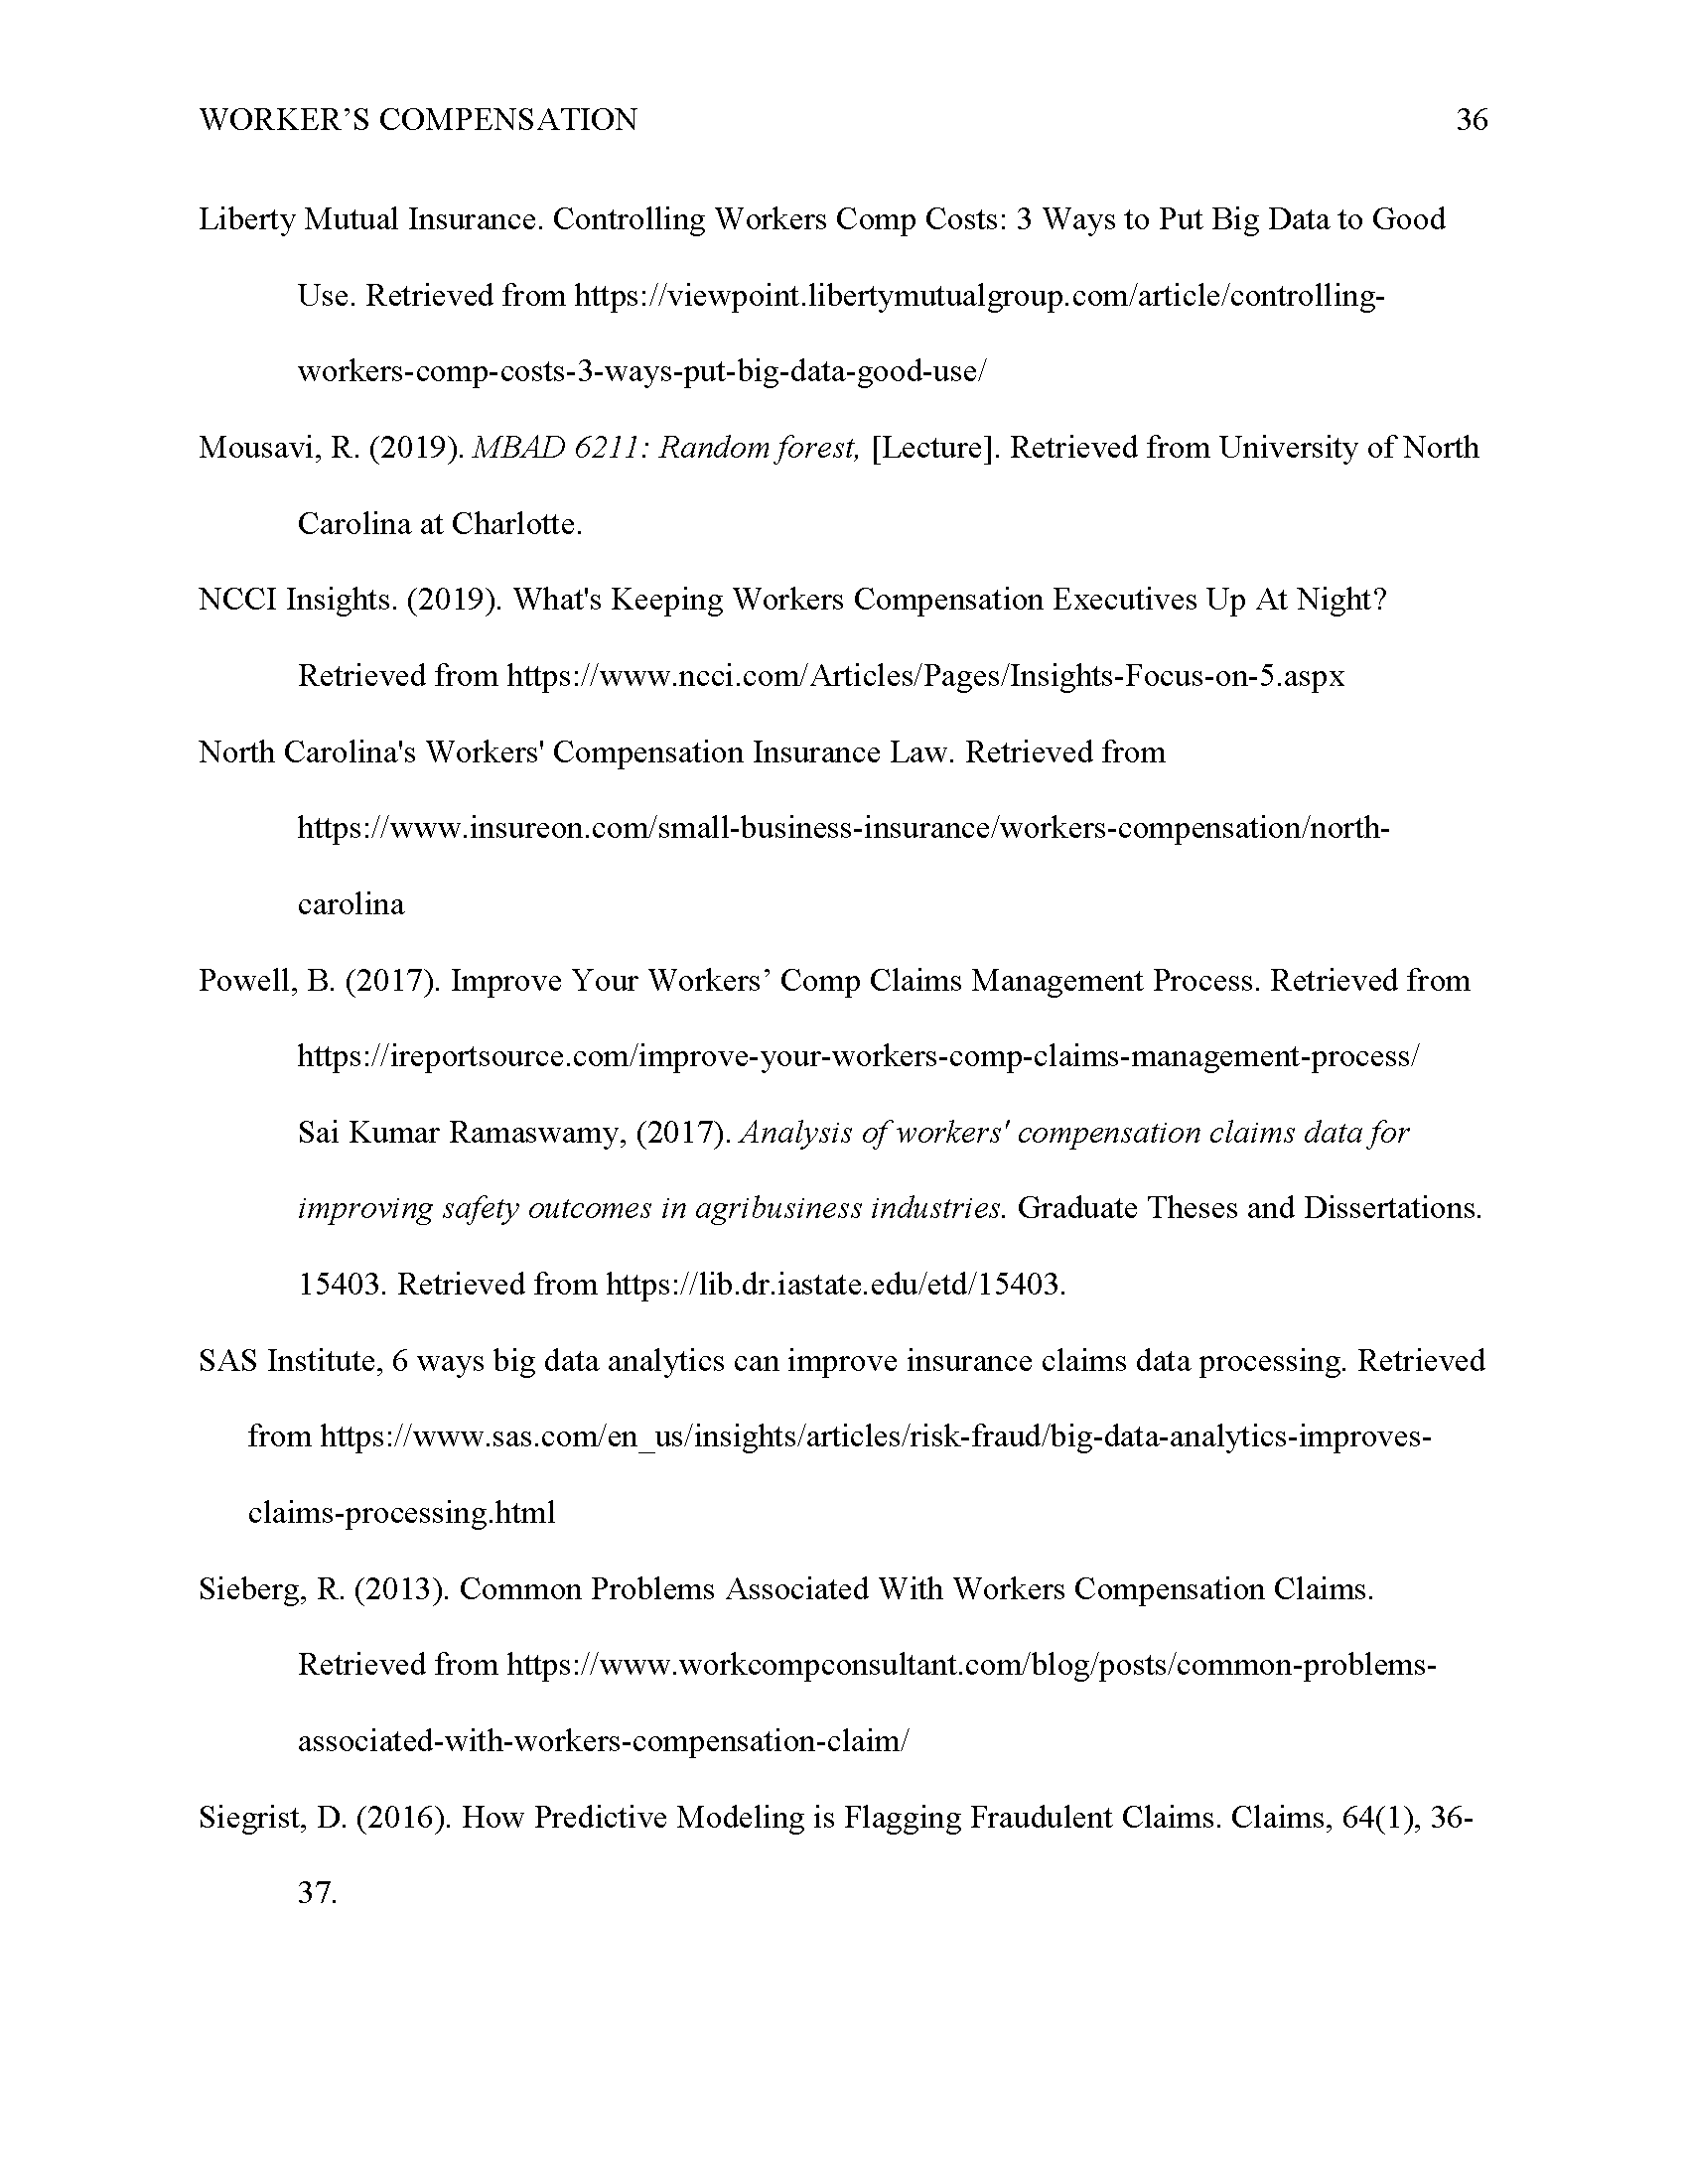 WORKER’S COMPENSATION 36
Liberty Mutual Insurance. Controlling Workers Comp Costs: 3 Ways to Put Big Data to Good
Use. Retrieved from https://viewpoint.libertymutualgroup.com/article/controlling-
workers-comp-costs-3-ways-put-big-data-good-use/
Mousavi, R. (2019). MBAD 6211: Random forest, [Lecture]. Retrieved from University of North
Carolina at Charlotte.
NCCI Insights. (2019). What's Keeping Workers Compensation Executives Up At Night?
Retrieved from https://www.ncci.com/Articles/Pages/Insights-Focus-on-5.aspx
North Carolina's Workers' Compensation Insurance Law. Retrieved from
https://www.insureon.com/small-business-insurance/workers-compensation/north-
carolina
Powell, B. (2017). Improve Your Workers’ Comp Claims Management Process. Retrieved from
https://ireportsource.com/improve-your-workers-comp-claims-management-process/
Sai Kumar Ramaswamy, (2017). Analysis of workers' compensation claims data for
improving safety outcomes in agribusiness industries. Graduate Theses and Dissertations.
15403. Retrieved from https://lib.dr.iastate.edu/etd/15403.
SAS Institute, 6 ways big data analytics can improve insurance claims data processing. Retrieved
from https://www.sas.com/en_us/insights/articles/risk-fraud/big-data-analytics-improves-
claims-processing.html
Sieberg, R. (2013). Common Problems Associated With Workers Compensation Claims.
Retrieved from https://www.workcompconsultant.com/blog/posts/common-problems-
associated-with-workers-compensation-claim/
Siegrist, D. (2016). How Predictive Modeling is Flagging Fraudulent Claims. Claims, 64(1), 36-
37.